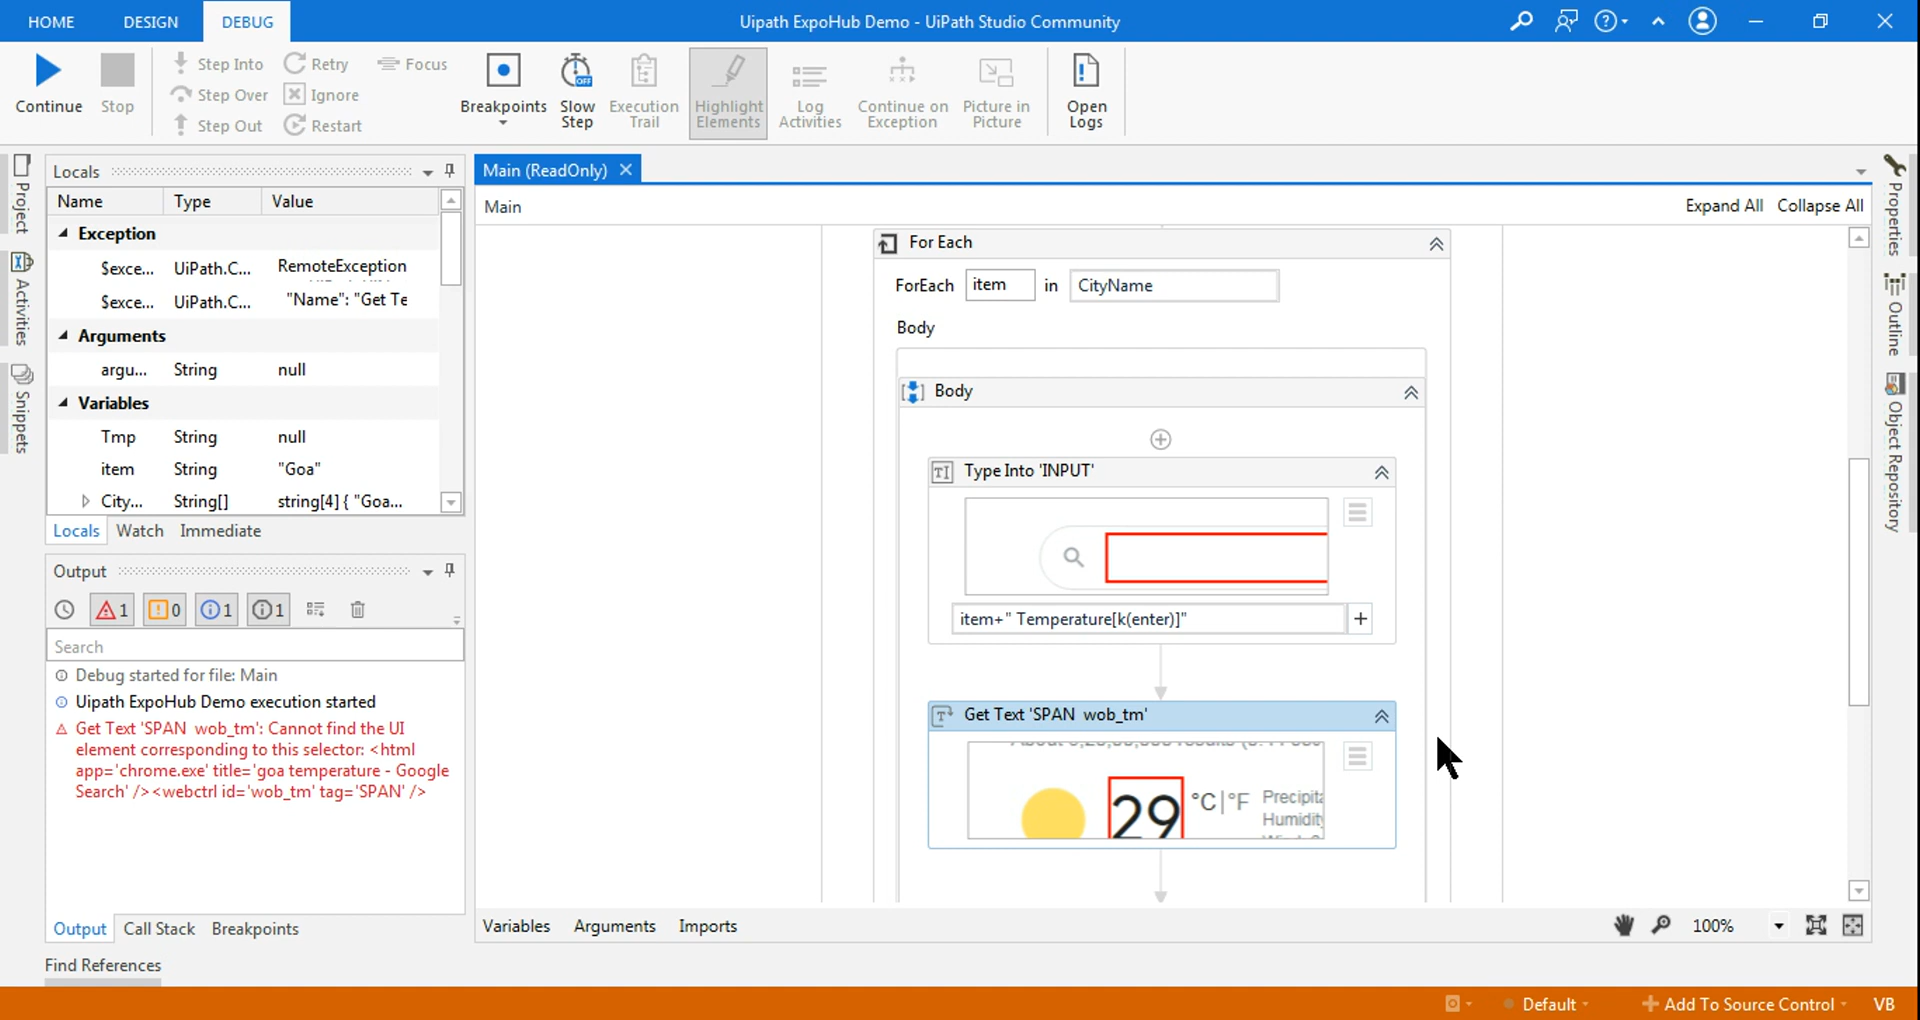 HOME DESIGN DEBUG Uipath ExpoHub Demo - UiPath Studio Community
Continue
Stop
Step Into
Step Over
Step Out
Retry
Ignore
Restart
Focus
Breakpoints
Slow
Step
OFF
Execution
Trail
Highlight
Elements
Log
Activities
Continue on
Exception
Picture in
Picture
Open
Logs
Project
Activities
Snippets
Locals
Name Type Value
Exception
$exce... UiPath.C... RemoteException
$exce... UiPath.C... "Name": "Get Te
Arguments
argu... String null
Variables
Tmp String null
item String "Goa"
City... String[] string[4] { "Goa...
Locals Watch Immediate
Output
1 0 1 1
Search
Debug started for file: Main
Uipath ExpoHub Demo execution started
Get Text 'SPAN wob_tm': Cannot find the UI
element corresponding to this selector: <html
app='chrome.exe' title='goa temperature - Google
Search' /><webctrl id='wob_tm' tag='SPAN' />
Output Call Stack Breakpoints
Find References
Main (ReadOnly)
Main
Expand All Collapse All
For Each
ForEach item in CityName
Body
Body
TI Type Into 'INPUT'
item+" Temperature[k(enter)]"
T Get Text 'SPAN wob_tm'
29 °C|°F Precipita
Humidity
Variables Arguments Imports
100%
Properties
Outline
Object Repository
Default
Add To Source Control
VB